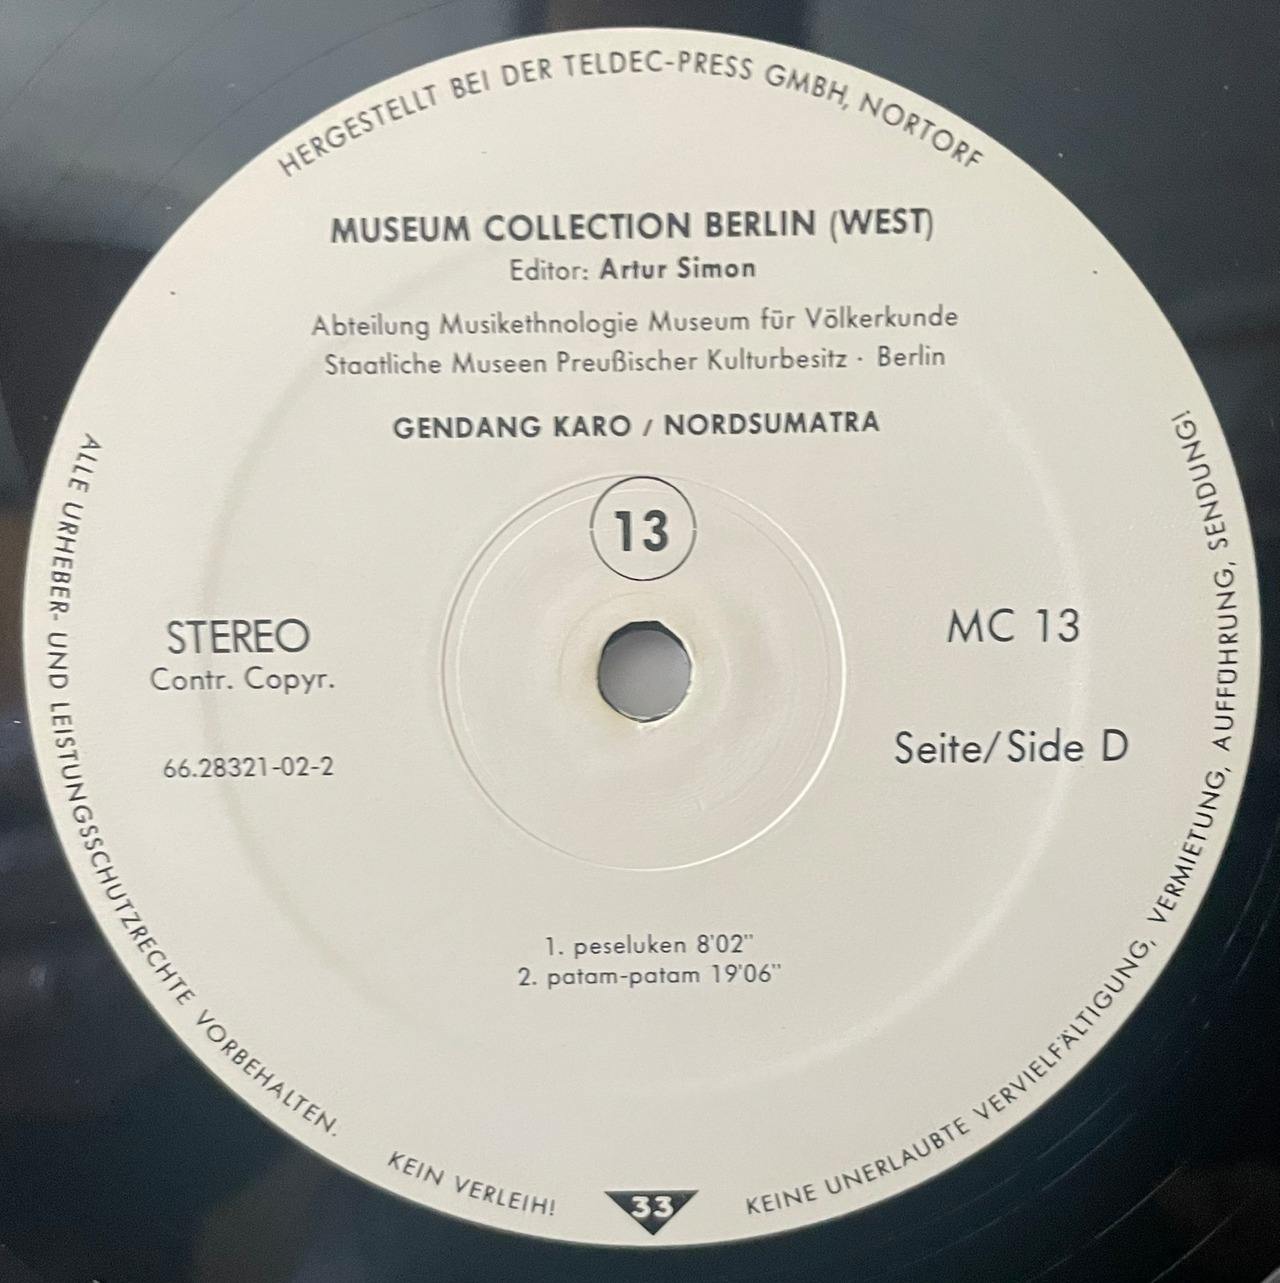 HERGESTELLT BEI DER TELDEC-PRESS GMBH, NORTORF
MUSEUM COLLECTION BERLIN (WEST)
Editor: Artur Simon
Abteilung Musikethnologie Museum für Völkerkunde
Staatliche Museen Preußischer Kulturbesitz · Berlin
GENDANG KARO / NORDSUMATRA
13
STEREO
Contr. Copyr.
66.28321-02-2
MC 13
Seite/Side D
1. peseluken 8'02"
2. patam-patam 19'06"
ALLE URHEBER- UND LEISTUNGSSCHUTZRECHTE VORBEHALTEN.
KEIN VERLEIH!
33
KEINE UNERLAUBTE VERVIELFÄLTIGUNG, VERMIETUNG, AUFFÜHRUNG, SENDUNG!